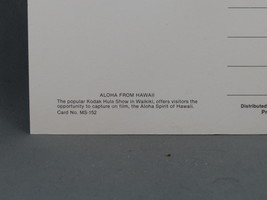 ALOHA FROM HAWAII
The popular Kodak Hula Show in Waikiki, offers visitors the
opportunity to capture on film, the Aloha Spirit of Hawaii.
Card No. MS-152
Distributed